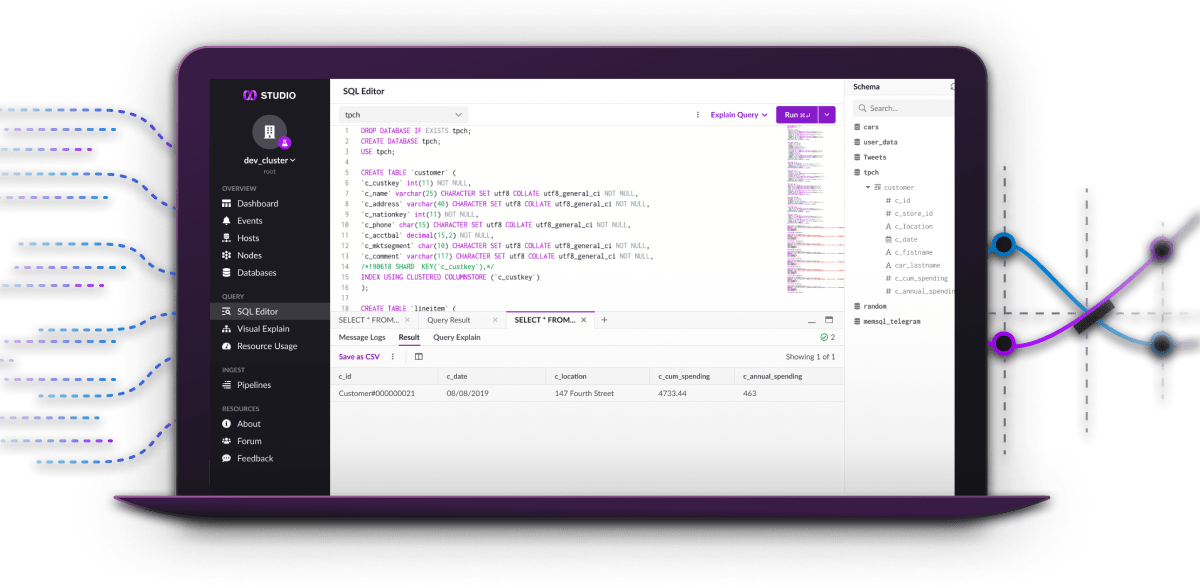 STUDIO
dev_cluster
root
OVERVIEW
Dashboard
Events
Hosts
Nodes
Databases
QUERY
SQL Editor
Visual Explain
Resource Usage
INGEST
Pipelines
RESOURCES
About
Forum
Feedback
SQL Editor
tpch
Explain Query
Run
1 DROP DATABASE IF EXISTS tpch;
2 CREATE DATABASE tpch;
3 USE tpch;
4
5 CREATE TABLE `customer` (
6 `c_custkey` int(11) NOT NULL,
7 `c_name` varchar(25) CHARACTER SET utf8 COLLATE utf8_general_ci NOT NULL,
8 `c_address` varchar(40) CHARACTER SET utf8 COLLATE utf8_general_ci NOT NULL,
9 `c_nationkey` int(11) NOT NULL,
10 `c_phone` char(15) CHARACTER SET utf8 COLLATE utf8_general_ci NOT NULL,
11 `c_acctbal` decimal(15,2) NOT NULL,
12 `c_mktsegment` char(10) CHARACTER SET utf8 COLLATE utf8_general_ci NOT NULL,
13 `c_comment` varchar(117) CHARACTER SET utf8 COLLATE utf8_general_ci NOT NULL,
14 /*!90618 SHARD KEY(`c_custkey`),*/
15 INDEX USING CLUSTERED COLUMNSTORE (`c_custkey`)
16 );
17
18 CREATE TABLE `lineitem` (
SELECT * FROM... × Query Result × SELECT * FROM... × +
Message Logs Result Query Explain 2
Save as CSV Showing 1 of 1
c_id c_date c_location c_cum_spending c_annual_spending
Customer#000000021 08/08/2019 147 Fourth Street 4733.44 463
Schema
Search...
cars
user_data
Tweets
tpch
customer
# c_id
# c_store_id
A c_location
c_date
A c_fistname
A car_lastname
# c_cum_spending
# c_annual_spendin
random
memsql_telegram